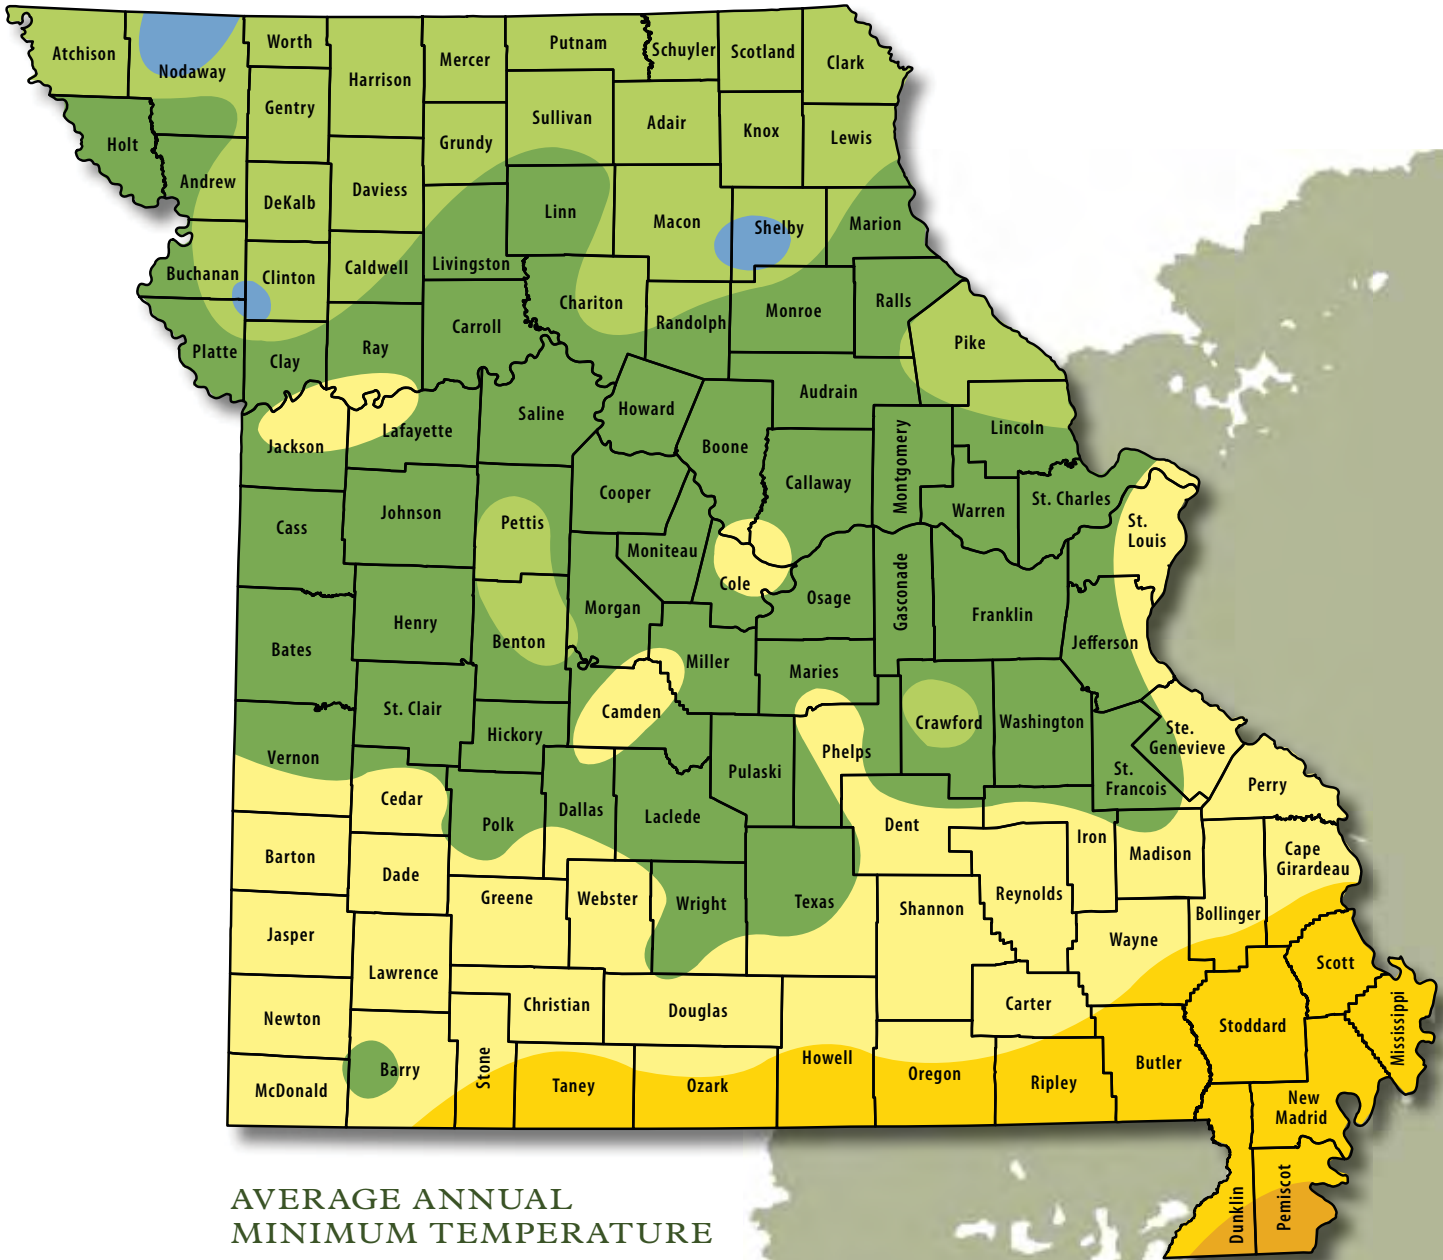 Atchison
Nodaway
Worth
Harrison
Mercer
Putnam
Schuyler
Scotland
Clark
Gentry
Holt
Andrew
DeKalb
Daviess
Grundy
Sullivan
Adair
Knox
Lewis
Buchanan
Clinton
Caldwell
Livingston
Linn
Macon
Shelby
Marion
Platte
Clay
Ray
Carroll
Chariton
Randolph
Monroe
Ralls
Pike
Jackson
Lafayette
Saline
Howard
Boone
Audrain
Montgomery
Lincoln
Cass
Johnson
Pettis
Cooper
Moniteau
Cole
Callaway
Warren
St. Charles
St.
Louis
Bates
Henry
Benton
Morgan
Miller
Osage
Gasconade
Franklin
Jefferson
Vernon
St. Clair
Hickory
Camden
Pulaski
Maries
Phelps
Crawford
Washington
Ste.
Genevieve
St.
Francois
Perry
Cedar
Polk
Dallas
Laclede
Dent
Iron
Madison
Cape
Girardeau
Barton
Dade
Greene
Webster
Wright
Texas
Shannon
Reynolds
Wayne
Bollinger
Jasper
Lawrence
Christian
Douglas
Carter
Scott
Newton
Stoddard
Mississippi
McDonald
Barry
Stone
Taney
Ozark
Howell
Oregon
Ripley
Butler
New
Madrid
Dunklin
Pemiscot
AVERAGE ANNUAL
MINIMUM TEMPERATURE